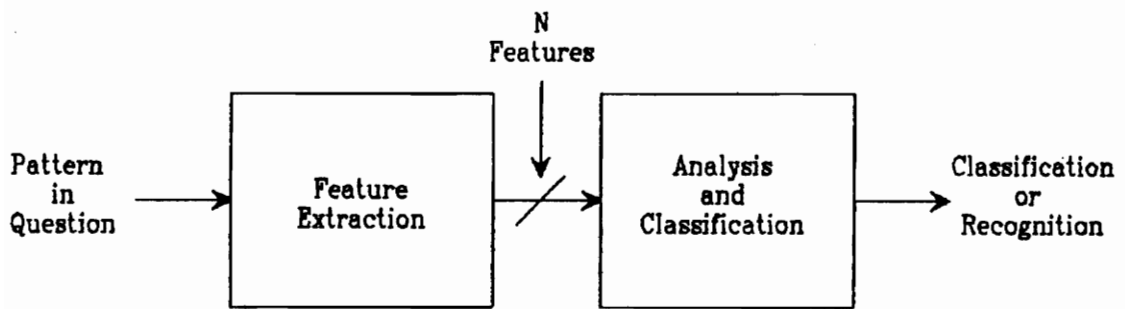 Pattern
in
Question
Feature
Extraction
N
Features
Analysis
and
Classification
Classification
or
Recognition